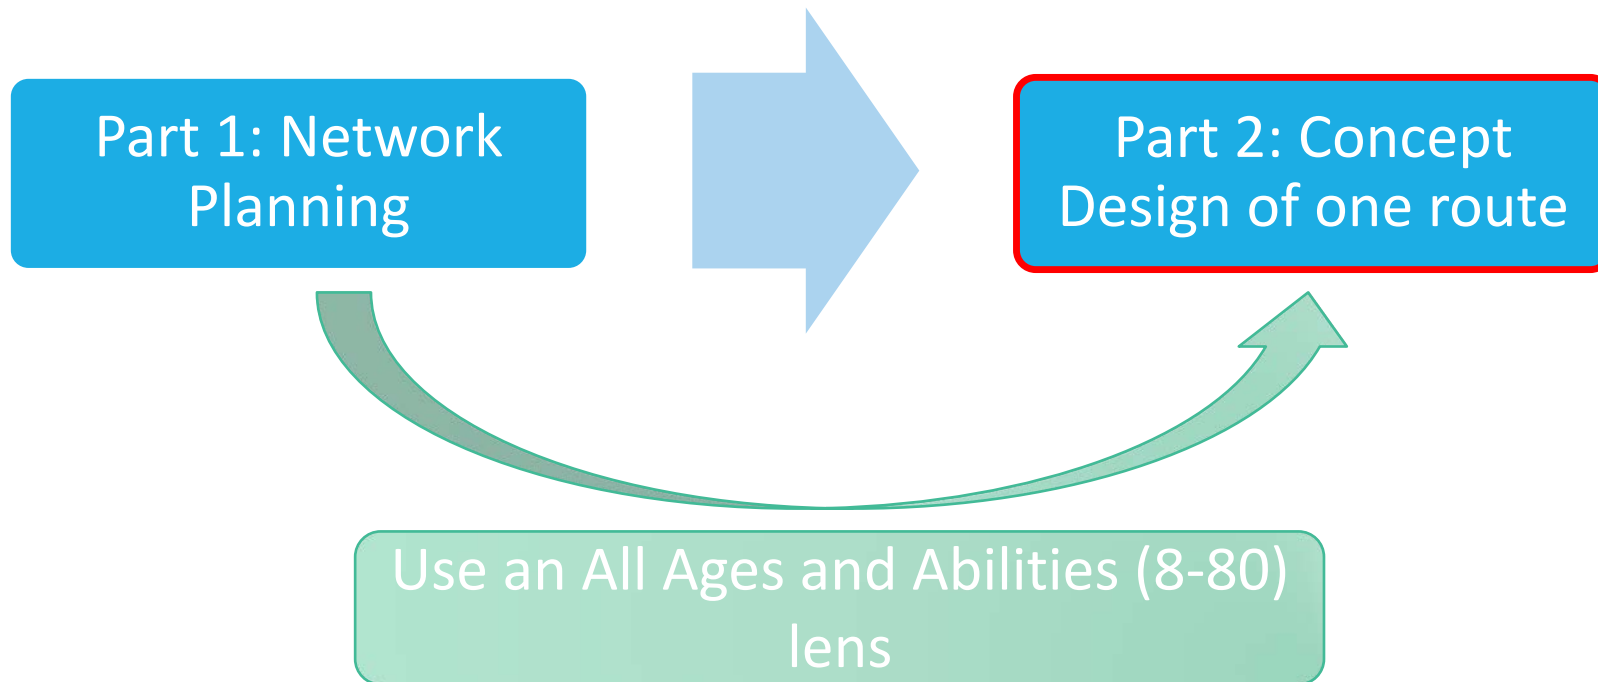 Part 1: Network
Planning
Part 2: Concept
Design of one route
Use an All Ages and Abilities (8-80)
lens